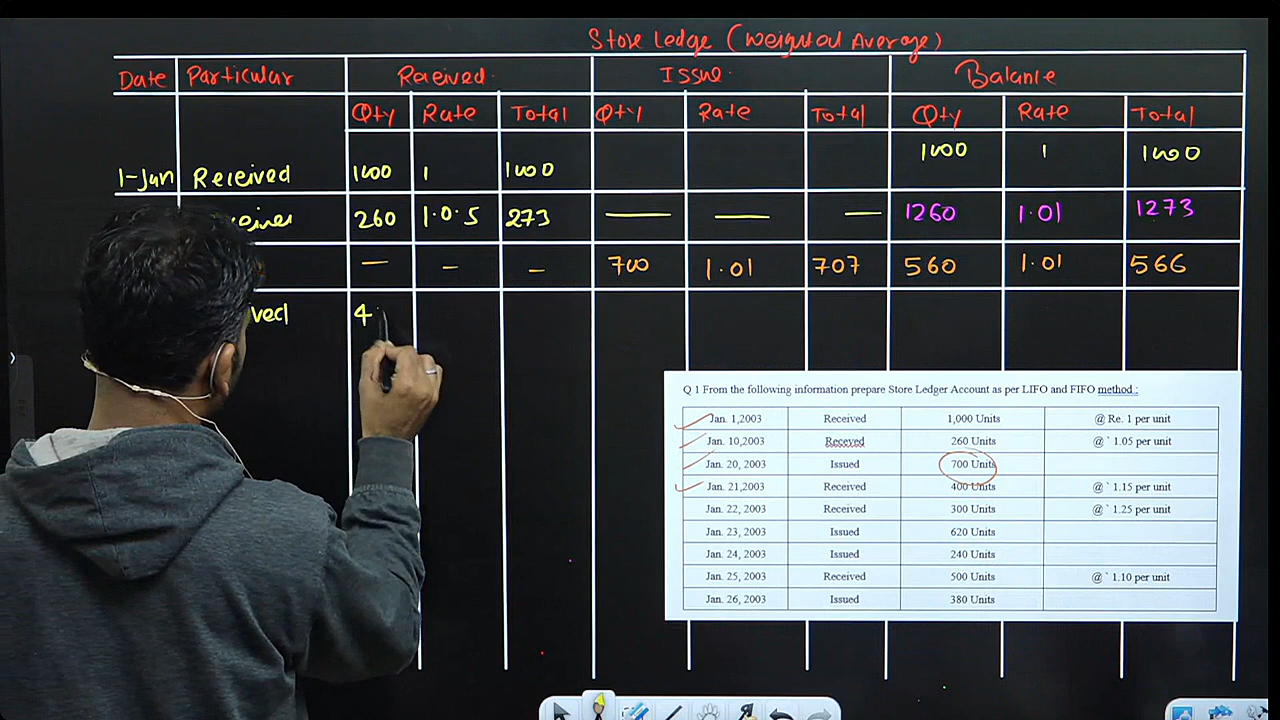 Store Ledge (Weighted Average)
Date Particular Received Issue Balance
Qty Rate Total Qty Rate Total Qty Rate Total
1-Jan Received 1000 1 1000 1000 1 1000
260 1.0.5 273 — — — 1260 1.01 1273
— - - 700 1.01 707 560 1.01 566
ved 4
Q 1 From the following information prepare Store Ledger Account as per LIFO and FIFO method :
Jan. 1,2003 Received 1,000 Units @ Re. 1 per unit
Jan. 10,2003 Receved 260 Units @ ` 1.05 per unit
Jan. 20, 2003 Issued 700 Units
Jan. 21,2003 Received 400 Units @ ` 1.15 per unit
Jan. 22, 2003 Received 300 Units @ ` 1.25 per unit
Jan. 23, 2003 Issued 620 Units
Jan. 24, 2003 Issued 240 Units
Jan. 25, 2003 Received 500 Units @ ` 1.10 per unit
Jan. 26, 2003 Issued 380 Units